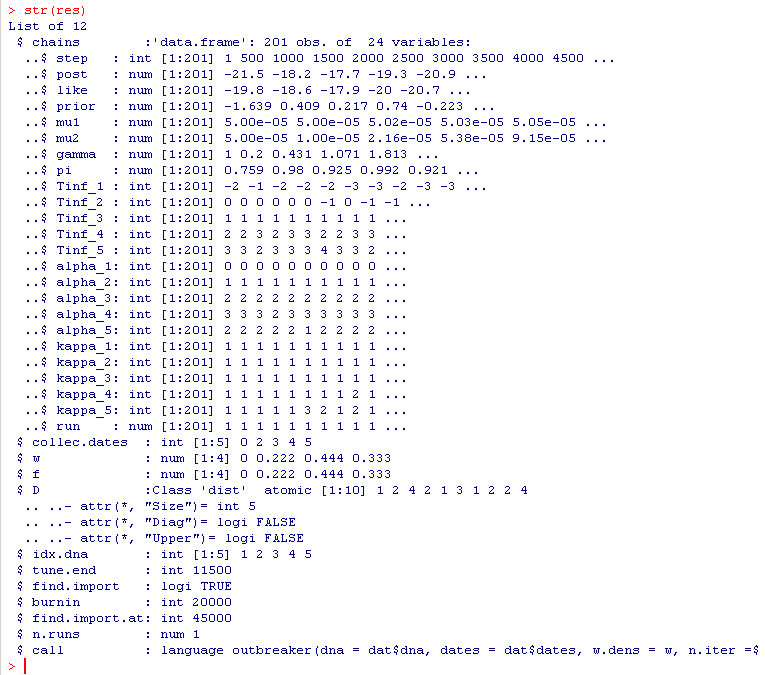 > str(res)
List of 12
 $ chains        :'data.frame': 201 obs. of  24 variables:
  ..$ step   : int [1:201] 1 500 1000 1500 2000 2500 3000 3500 4000 4500 ...
  ..$ post   : num [1:201] -21.5 -18.2 -17.7 -19.3 -20.9 ...
  ..$ like   : num [1:201] -19.8 -18.6 -17.9 -20 -20.7 ...
  ..$ prior  : num [1:201] -1.639 0.409 0.217 0.74 -0.223 ...
  ..$ mu1    : num [1:201] 5.00e-05 5.00e-05 5.02e-05 5.03e-05 5.05e-05 ...
  ..$ mu2    : num [1:201] 5.00e-05 1.00e-05 2.16e-05 5.38e-05 9.15e-05 ...
  ..$ gamma  : num [1:201] 1 0.2 0.431 1.071 1.813 ...
  ..$ pi     : num [1:201] 0.759 0.98 0.925 0.992 0.921 ...
  ..$ Tinf_1 : int [1:201] -2 -1 -2 -2 -2 -3 -3 -2 -3 -3 ...
  ..$ Tinf_2 : int [1:201] 0 0 0 0 0 0 -1 0 -1 -1 ...
  ..$ Tinf_3 : int [1:201] 1 1 1 1 1 1 1 1 1 1 ...
  ..$ Tinf_4 : int [1:201] 2 2 3 2 3 3 2 2 3 3 ...
  ..$ Tinf_5 : int [1:201] 3 3 2 3 3 3 4 3 3 2 ...
  ..$ alpha_1: int [1:201] 0 0 0 0 0 0 0 0 0 0 ...
  ..$ alpha_2: int [1:201] 1 1 1 1 1 1 1 1 1 1 ...
  ..$ alpha_3: int [1:201] 2 2 2 2 2 2 2 2 2 2 ...
  ..$ alpha_4: int [1:201] 3 3 3 2 3 3 3 3 3 3 ...
  ..$ alpha_5: int [1:201] 2 2 2 2 2 1 2 2 2 2 ...
  ..$ kappa_1: int [1:201] 1 1 1 1 1 1 1 1 1 1 ...
  ..$ kappa_2: int [1:201] 1 1 1 1 1 1 1 1 1 1 ...
  ..$ kappa_3: int [1:201] 1 1 1 1 1 1 1 1 1 1 ...
  ..$ kappa_4: int [1:201] 1 1 1 1 1 1 1 1 2 1 ...
  ..$ kappa_5: int [1:201] 1 1 1 1 1 3 2 1 2 1 ...
  ..$ run    : num [1:201] 1 1 1 1 1 1 1 1 1 1 ...
 $ collec.dates  : int [1:5] 0 2 3 4 5
 $ w             : num [1:4] 0 0.222 0.444 0.333
 $ f             : num [1:4] 0 0.222 0.444 0.333
 $ D             :Class 'dist'  atomic [1:10] 1 2 4 2 1 3 1 2 2 4
  .. ..- attr(*, "Size")= int 5
  .. ..- attr(*, "Diag")= logi FALSE
  .. ..- attr(*, "Upper")= logi FALSE
 $ idx.dna       : int [1:5] 1 2 3 4 5
 $ tune.end      : int 11500
 $ find.import   : logi TRUE
 $ burnin        : int 20000
 $ find.import.at: int 45000
 $ n.runs        : num 1
 $ call          : language outbreaker(dna = dat$dna, dates = dat$dates, w.dens = w, n.iter =$
>